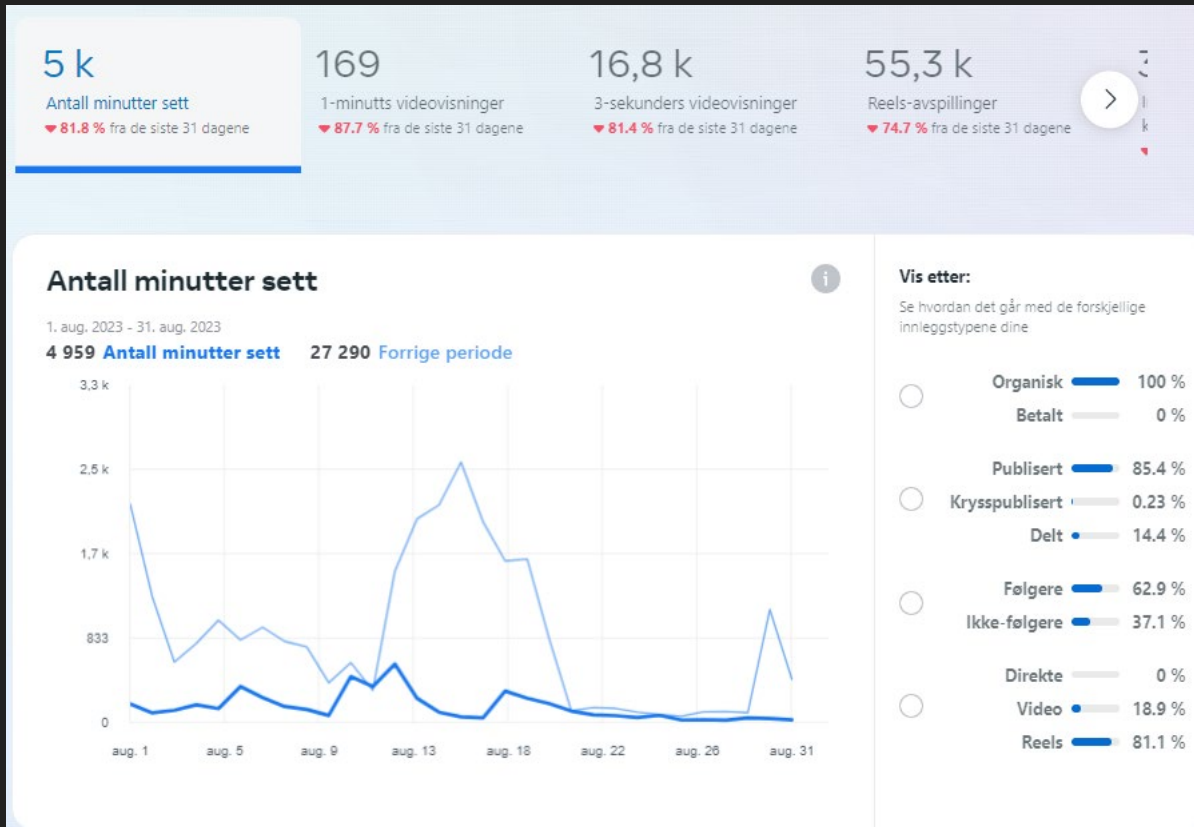 5 k
Antall minutter sett
81.8 % fra de siste 31 dagene
169
1-minutts videovisninger
87.7 % fra de siste 31 dagene
16,8 k
3-sekunders videovisninger
81.4 % fra de siste 31 dagene
55,3 k
Reels-avspillinger
74.7 % fra de siste 31 dagene
Antall minutter sett
1. aug. 2023 - 31. aug. 2023
4 959 Antall minutter sett 27 290 Forrige periode
3,3 k
2,5 k
1,7 k
833
0
aug. 1 aug. 5 aug. 9 aug. 13 aug. 18 aug. 22 aug. 26 aug. 31
Vis etter:
Se hvordan det går med de forskjellige
innleggstypene dine
Organisk 100 %
Betalt 0 %
Publisert 85.4 %
Krysspublisert 0.23 %
Delt 14.4 %
Følgere 62.9 %
Ikke-følgere 37.1 %
Direkte 0 %
Video 18.9 %
Reels 81.1 %